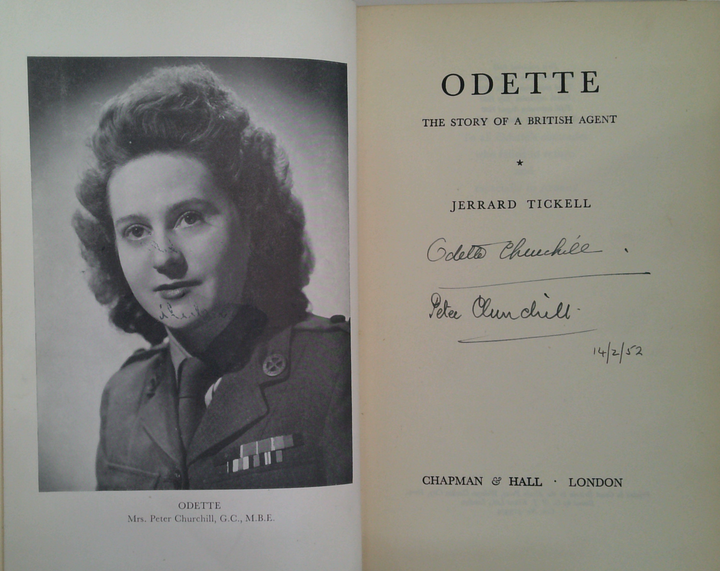 ODETTE
Mrs. Peter Churchill, G.C., M.B.E.
ODETTE
THE STORY OF A BRITISH AGENT
★
JERRARD TICKELL
Odette Churchill.
Peter Churchill.
14/2/52
CHAPMAN & HALL · LONDON